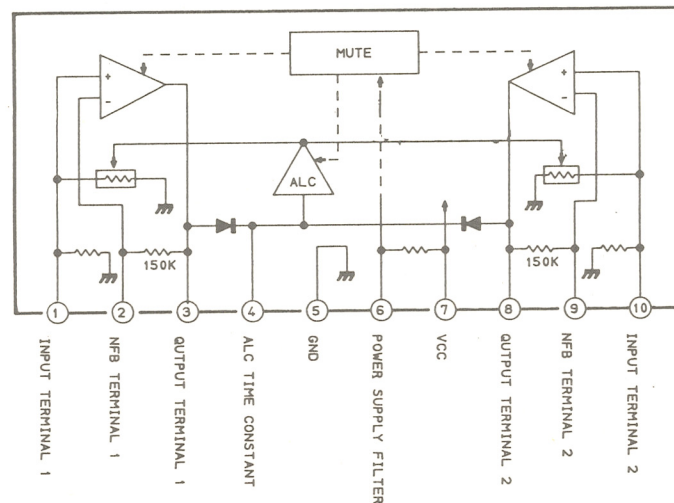 MUTE
+
-
+
-
ALC
150K
150K
1
2
3
4
5
6
7
8
9
10
INPUT TERMINAL 1
NFB TERMINAL 1
QUTPUT TERMINAL 1
ALC TIME CONSTANT
GND
POWER SUPPLY FILTER
VCC
QUTPUT TERMINAL 2
NFB TERMINAL 2
INPUT TERMINAL 2